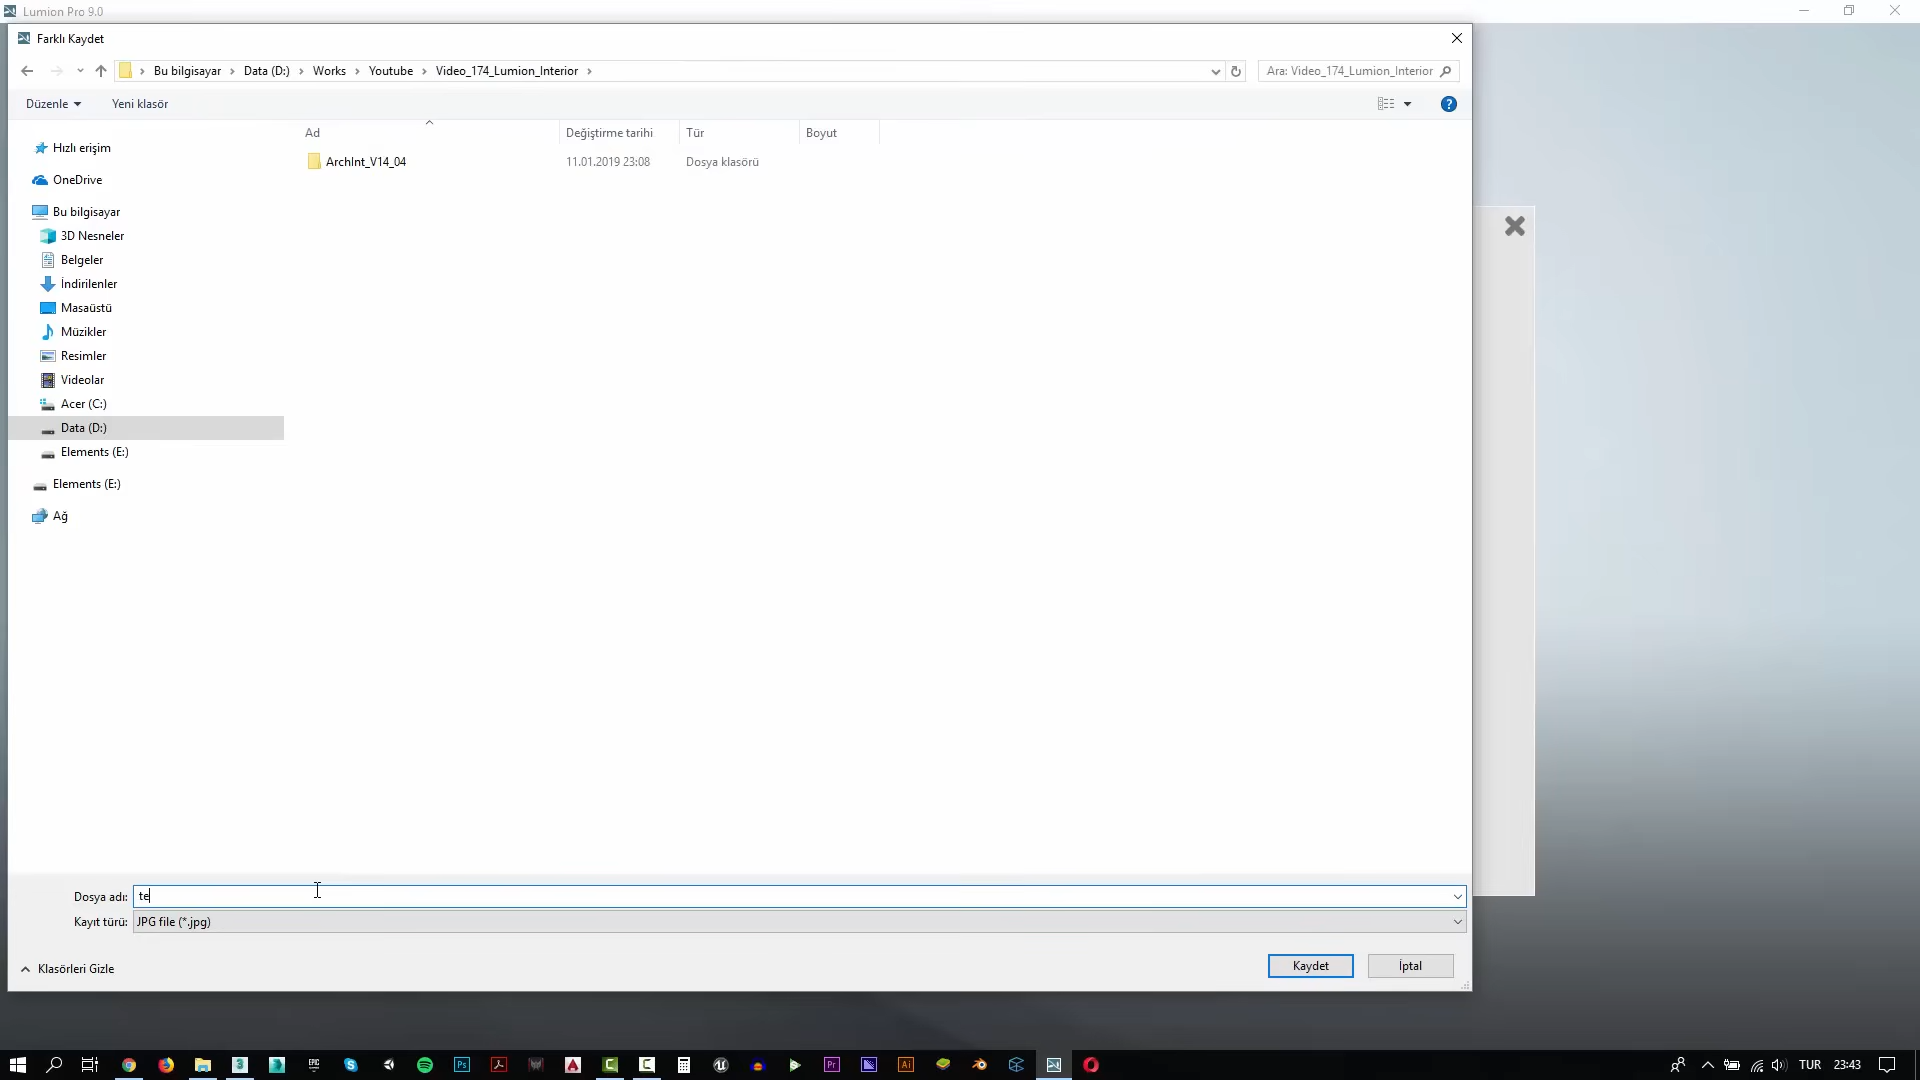 Lumion Pro 9.0
Farklı Kaydet
Bu bilgisayar > Data (D:) > Works > Youtube > Video_174_Lumion_Interior >
Ara: Video_174_Lumion_Interior
Düzenle
Yeni klasör
Ad
Değiştirme tarihi
Tür
Boyut
ArchInt_V14_04
11.01.2019 23:08
Dosya klasörü
Hızlı erişim
OneDrive
Bu bilgisayar
3D Nesneler
Belgeler
İndirilenler
Masaüstü
Müzikler
Resimler
Videolar
Acer (C:)
Data (D:)
Elements (E:)
Elements (E:)
Ağ
Dosya adı: te
Kayıt türü: JPG file (*.jpg)
Klasörleri Gizle
Kaydet
İptal
TUR
23:43